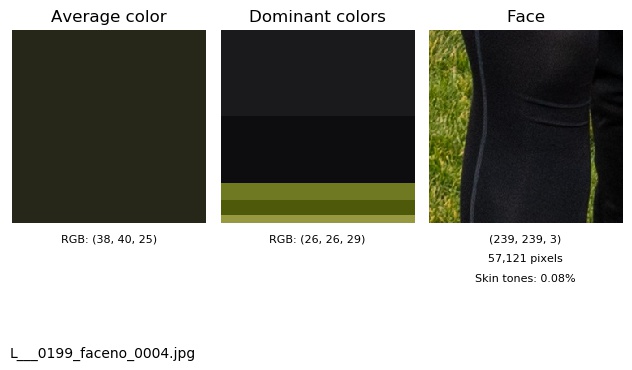 Average color
Dominant colors
Face
RGB: (38, 40, 25)
RGB: (26, 26, 29)
(239, 239, 3)
57,121 pixels
Skin tones: 0.08%
L___0199_faceno_0004.jpg